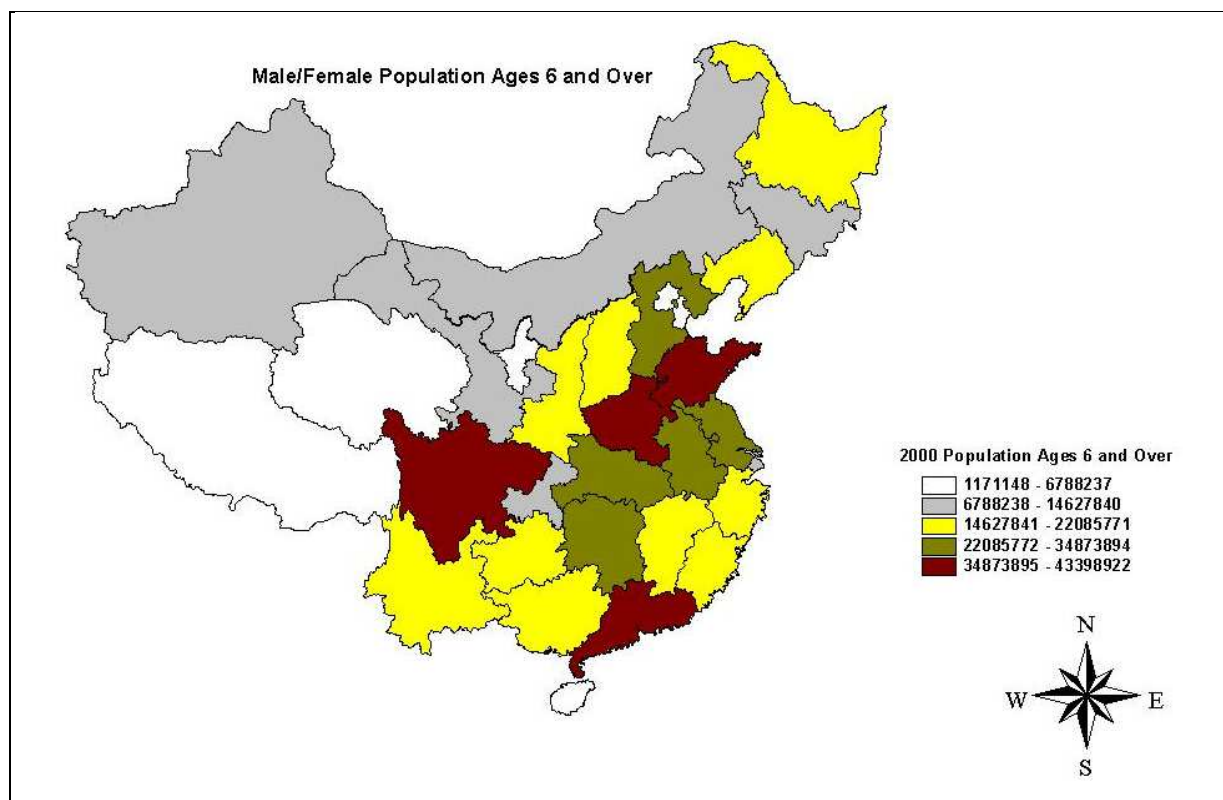 Male/Female Population Ages 6 and Over
2000 Population Ages 6 and Over
1171148 - 6788237
6788238 - 14627840
14627841 - 22085771
22085772 - 34873894
34873895 - 43398922
N
W E
S